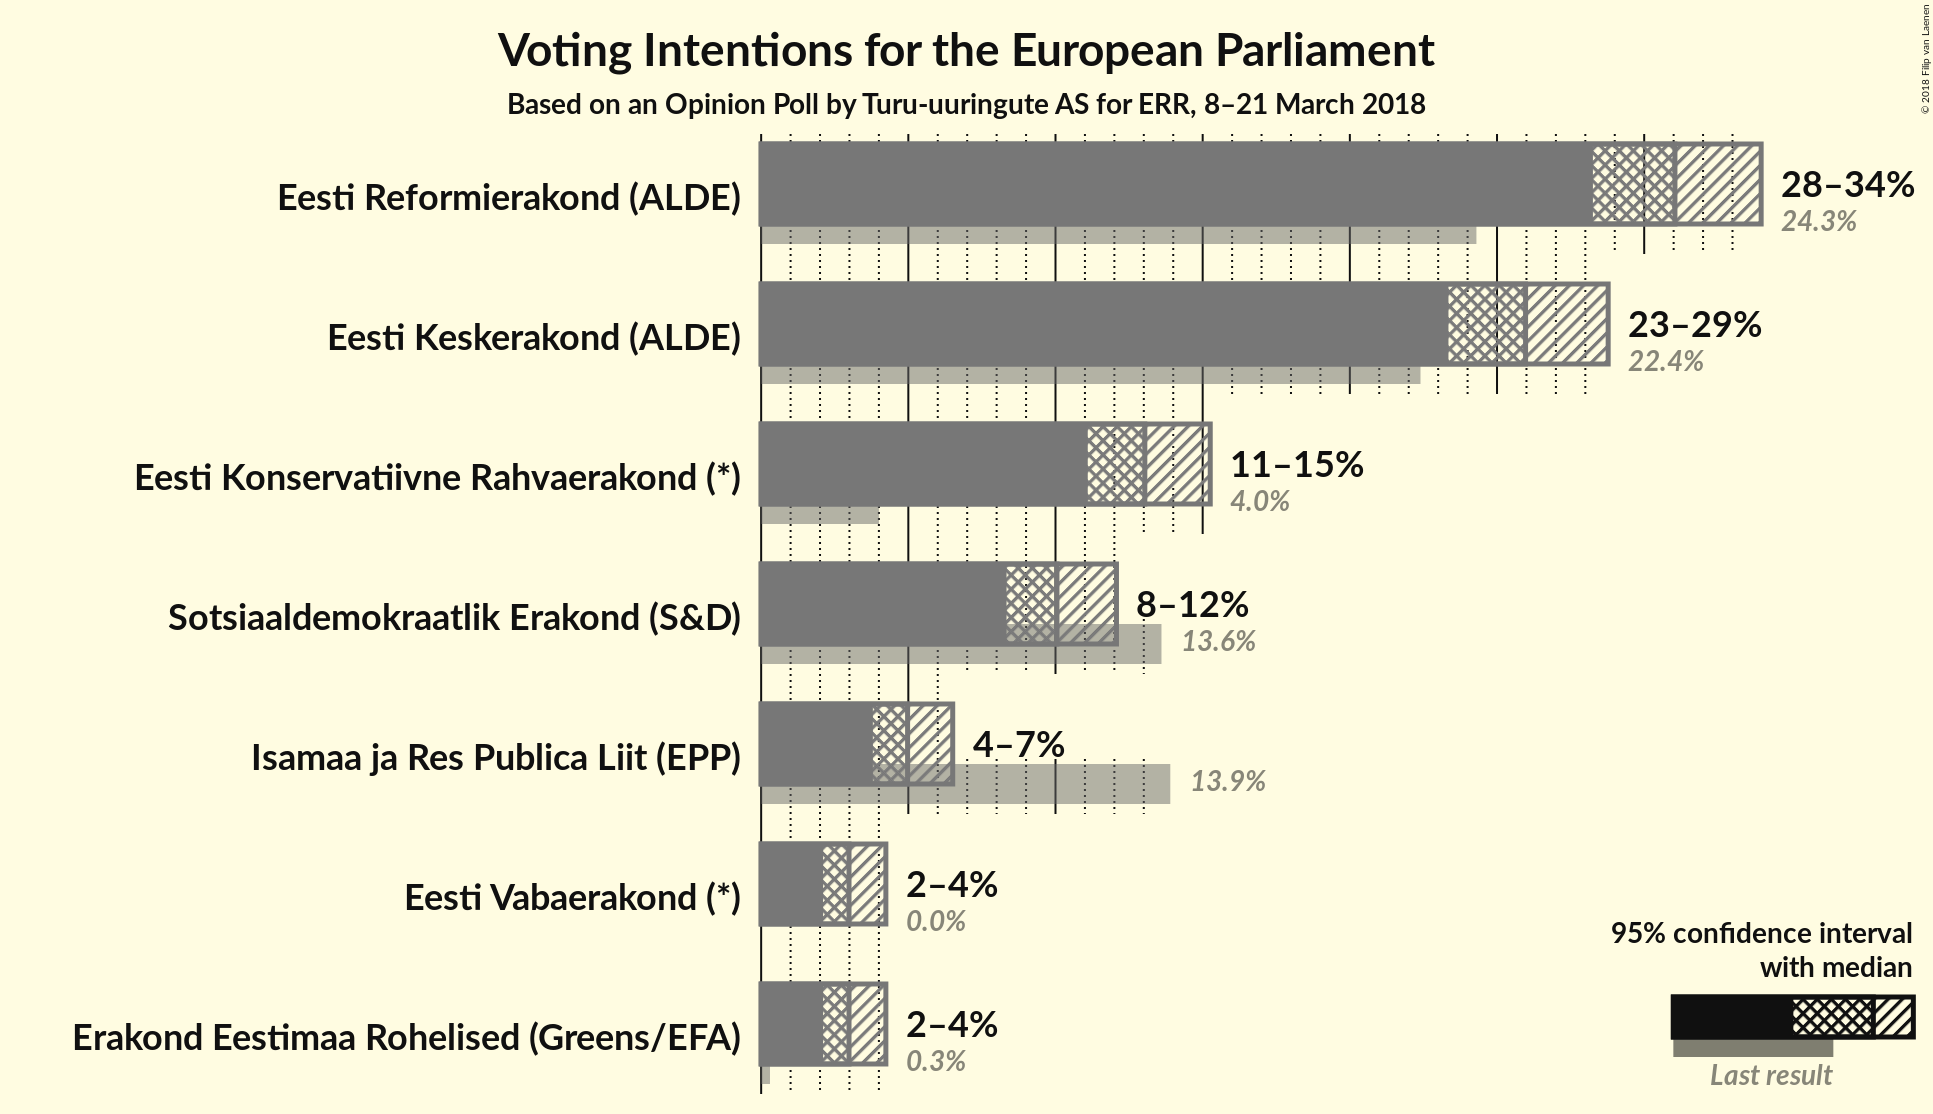 © 2018 Filip van Laenen
Voting Intentions for the European Parliament
Based on an Opinion Poll by Turu-uuringute AS for ERR, 8–21 March 2018
Eesti Reformierakond (ALDE)
28–34%
24.3%
Eesti Keskerakond (ALDE)
23–29%
22.4%
Eesti Konservatiivne Rahvaerakond (*)
11–15%
4.0%
Sotsiaaldemokraatlik Erakond (S&D)
8–12%
13.6%
Isamaa ja Res Publica Liit (EPP)
4–7%
13.9%
Eesti Vabaerakond (*)
2–4%
0.0%
Erakond Eestimaa Rohelised (Greens/EFA)
2–4%
0.3%
95% confidence interval
with median
Last result